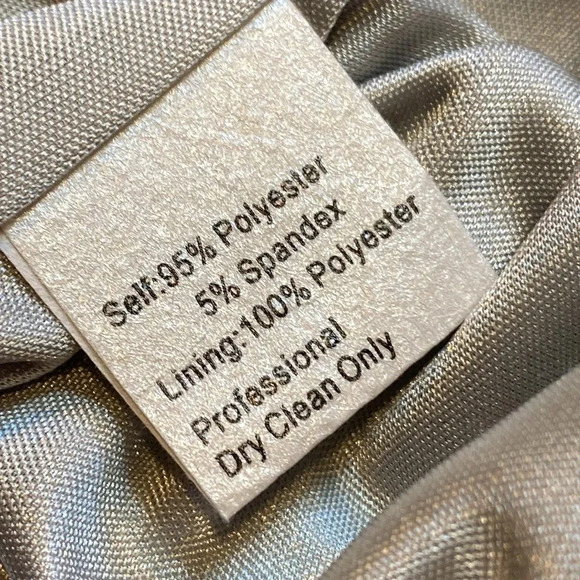 Self:95% Polyester
5% Spandex
Lining:100% Polyester
Professional
Dry Clean Only